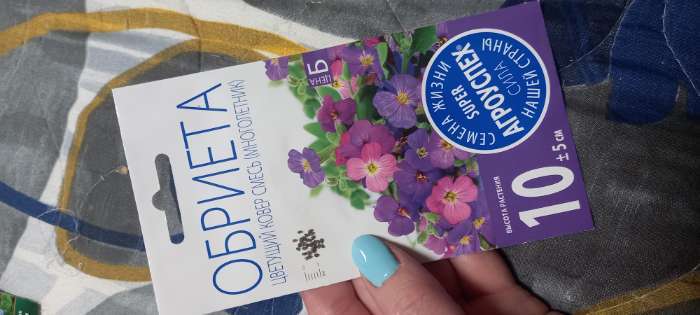 ОБРИЕТА
ЦВЕТУЩИЙ КОВЕР СМЕСЬ (МНОГОЛЕТНИК)
ЦЕНА Б
СЕМЕНА ЖИЗНИ
SUPER
АГРОУСПЕХ
СИЛА
НАШЕЙ СТРАНЫ
ВЫСОТА РАСТЕНИЯ
10 ± 5 СМ